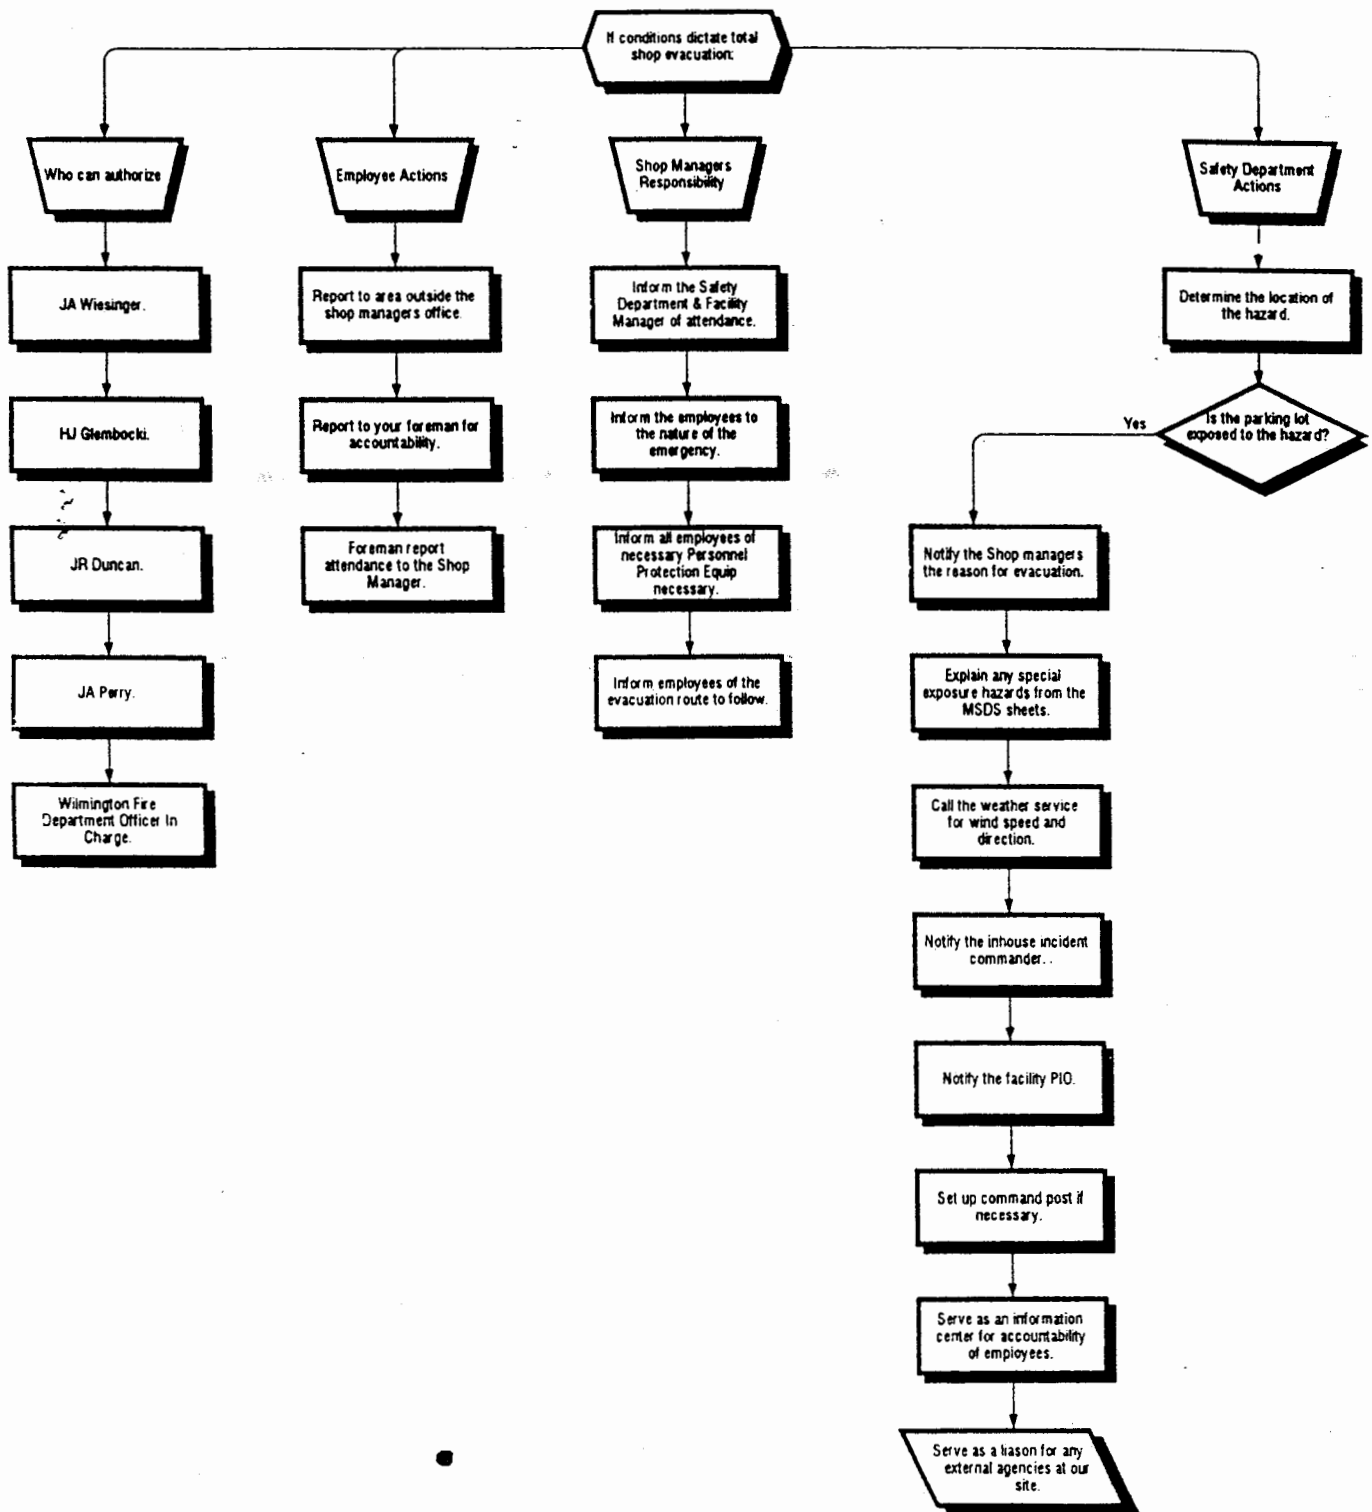 If conditions dictate total
shop evacuation:
Who can authorize
JA Wiesinger.
HJ Glembocki.
JR Duncan.
JA Perry.
Wilmington Fire
Department Officer In
Charge.
Employee Actions
Report to area outside the
shop managers office.
Report to your foreman for
accountability.
Foreman report
attendance to the Shop
Manager.
Shop Managers
Responsibility
Inform the Safety
Department & Facility
Manager of attendance.
Inform the employees to
the nature of the
emergency.
Inform all employees of
necessary Personnel
Protection Equip
necessary.
Inform employees of the
evacuation route to follow.
Safety Department
Actions
Determine the location of
the hazard.
Is the parking lot
exposed to the hazard?
Yes
Notify the Shop managers
the reason for evacuation.
Explain any special
exposure hazards from the
MSDS sheets.
Call the weather service
for wind speed and
direction.
Notify the inhouse incident
commander. .
Notify the facility PIO.
Set up command post if
necessary.
Serve as an information
center for accountability
of employees.
Serve as a liason for any
external agencies at our
site.